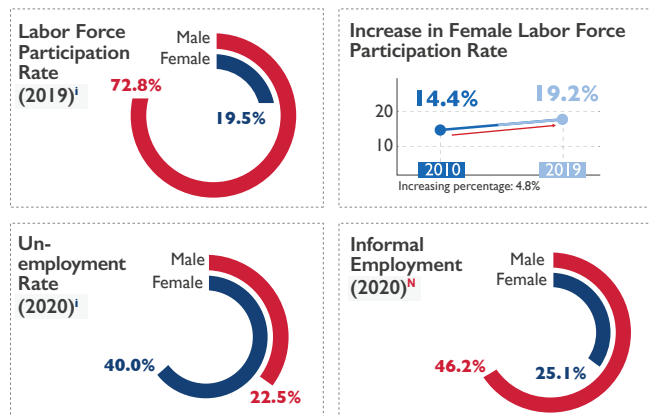 Labor Force
Participation
Rate
(2019)i
Male
Female
72.8%
19.5%
Increase in Female Labor Force
Participation Rate
14.4%
19.2%
20
10
2010
2019
Increasing percentage: 4.8%
Un-
employment
Rate
(2020)i
Male
Female
40.0%
22.5%
Informal
Employment
(2020)N
Male
Female
46.2%
25.1%